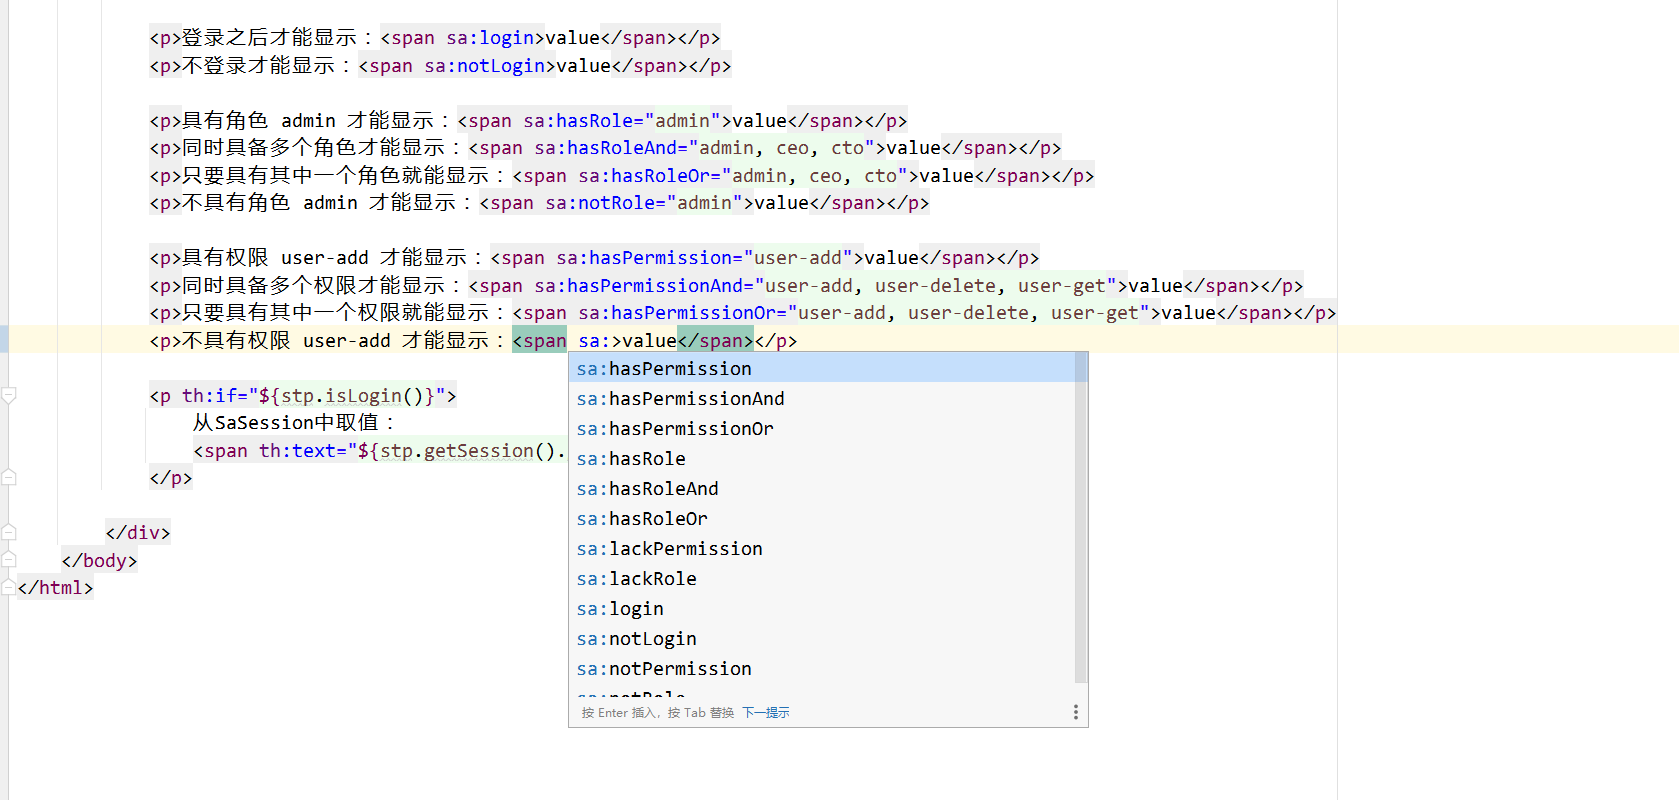 <p>登录之后才能显示：<span sa:login>value</span></p>
<p>不登录才能显示：<span sa:notLogin>value</span></p>
<p>具有角色 admin 才能显示：<span sa:hasRole="admin">value</span></p>
<p>同时具备多个角色才能显示：<span sa:hasRoleAnd="admin, ceo, cto">value</span></p>
<p>只要具有其中一个角色就能显示：<span sa:hasRoleOr="admin, ceo, cto">value</span></p>
<p>不具有角色 admin 才能显示：<span sa:notRole="admin">value</span></p>
<p>具有权限 user-add 才能显示：<span sa:hasPermission="user-add">value</span></p>
<p>同时具备多个权限才能显示：<span sa:hasPermissionAnd="user-add, user-delete, user-get">value</span></p>
<p>只要具有其中一个权限就能显示：<span sa:hasPermissionOr="user-add, user-delete, user-get">value</span></p>
<p>不具有权限 user-add 才能显示：<span sa:>value</span></p>
<p th:if="${stp.isLogin()}">
从SaSession中取值：
<span th:text="${stp.getSession().
</p>
</div>
</body>
</html>
sa:hasPermission
sa:hasPermissionAnd
sa:hasPermissionOr
sa:hasRole
sa:hasRoleAnd
sa:hasRoleOr
sa:lackPermission
sa:lackRole
sa:login
sa:notLogin
sa:notPermission
sa:notRole
按 Enter 插入，按 Tab 替换 下一提示